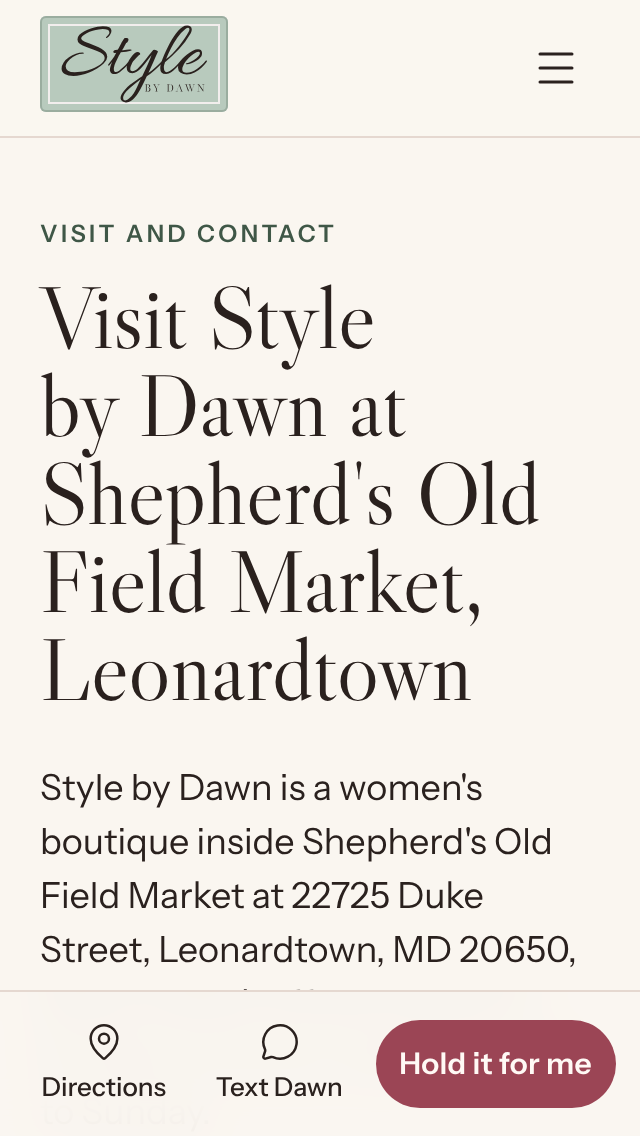 Style
BY DAWN
VISIT AND CONTACT
Visit Style
by Dawn at
Shepherd's Old
Field Market,
Leonardtown
Style by Dawn is a women's
boutique inside Shepherd's Old
Field Market at 22725 Duke
Street, Leonardtown, MD 20650,
Directions
Text Dawn
Hold it for me
to Sunday.